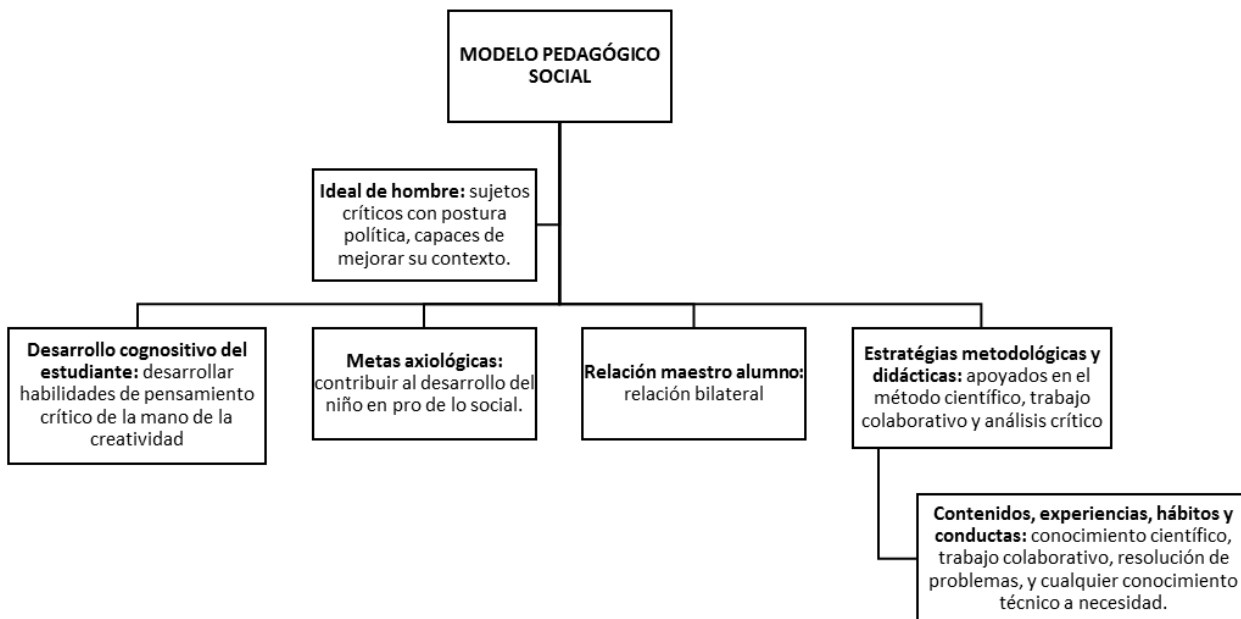 MODELO PEDAGÓGICO
SOCIAL
Ideal de hombre: sujetos
críticos con postura
política, capaces de
mejorar su contexto.
Desarrollo cognositivo del
estudiante: desarrollar
habilidades de pensamiento
crítico de la mano de la
creatividad
Metas axiológicas:
contribuir al desarrollo del
niño en pro de lo social.
Relación maestro alumno:
relación bilateral
Estratégias metodológicas y
didácticas: apoyados en el
método científico, trabajo
colaborativo y análisis crítico
Contenidos, experiencias, hábitos y
conductas: conocimiento científico,
trabajo colaborativo, resolución de
problemas, y cualquier conocimiento
técnico a necesidad.